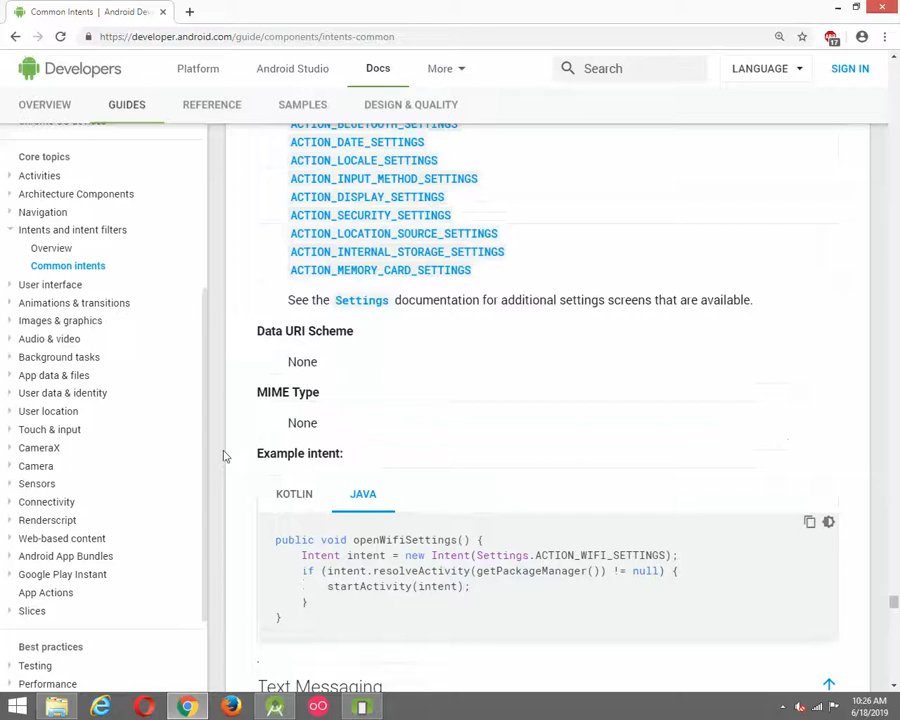 Common Intents | Android De
https://developer.android.com/guide/components/intents-common
17
Developers
Platform
Android Studio
Docs
More
Search
LANGUAGE
SIGN IN
OVERVIEW
GUIDES
REFERENCE
SAMPLES
DESIGN & QUALITY
Core topics
Activities
Architecture Components
Navigation
Intents and intent filters
Overview
Common intents
User interface
Animations & transitions
Images & graphics
Audio & video
Background tasks
App data & files
User data & identity
User location
Touch & input
CameraX
Camera
Sensors
Connectivity
Renderscript
Web-based content
Android App Bundles
Google Play Instant
App Actions
Slices
Best practices
Testing
Performance
ACTION_BLUETOOTH_SETTINGS
ACTION_DATE_SETTINGS
ACTION_LOCALE_SETTINGS
ACTION_INPUT_METHOD_SETTINGS
ACTION_DISPLAY_SETTINGS
ACTION_SECURITY_SETTINGS
ACTION_LOCATION_SOURCE_SETTINGS
ACTION_INTERNAL_STORAGE_SETTINGS
ACTION_MEMORY_CARD_SETTINGS
See the Settings documentation for additional settings screens that are available.
Data URI Scheme
None
MIME Type
None
Example intent:
KOTLIN
JAVA
public void openWifiSettings() {
Intent intent = new Intent(Settings.ACTION_WIFI_SETTINGS);
if (intent.resolveActivity(getPackageManager()) != null) {
startActivity(intent);
}
}
Text Messaging
10:26 AM
6/18/2019